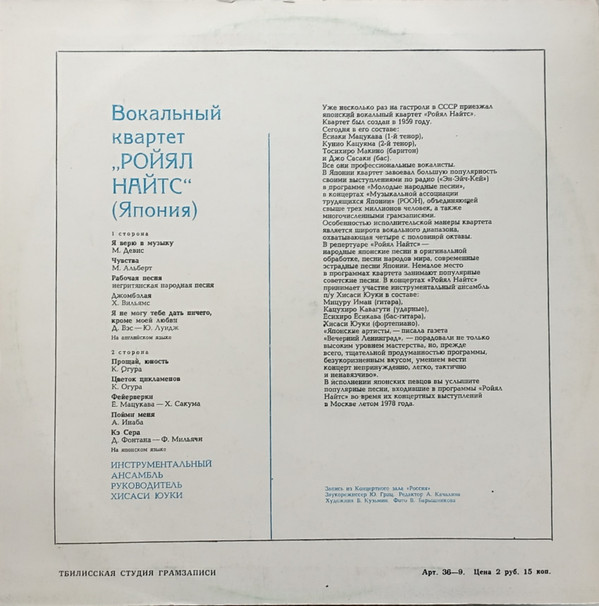 Вокальный
квартет
„РОЙЯЛ
НАЙТС“
(Япония)
1 сторона
Я верю в музыку
М. Девис
Чувства
М. Альберт
Рабочая песня
негритянская народная песня
Джомбэлая
Х. Вильямс
Я не могу тебе дать ничего,
кроме моей любви
Д. Вэс — Ю. Луидж
На английском языке
2 сторона
Прощай, юность
К. Огура
Цветок цикламенов
К. Огура
Фейерверки
Е. Мацукава — Х. Сакума
Пойми меня
А. Инаба
Кэ Сера
Д. Фонтана — Ф. Мильячи
На японском языке
ИНСТРУМЕНТАЛЬНЫЙ
АНСАМБЛЬ
РУКОВОДИТЕЛЬ
ХИСАСИ ЮУКИ
Уже несколько раз на гастроли в СССР приезжал
японский вокальный квартет «Ройял Найтс».
Квартет был создан в 1959 году.
Сегодня в его составе:
Ёсиаки Мацукава (1-й тенор),
Кунио Кацуяма (2-й тенор),
Тосихиро Макино (баритон)
и Джо Сасаки (бас).
Все они профессиональные вокалисты.
В Японии квартет завоевал большую популярность
своими выступлениями по радио («Эн-Эйч-Кей»)
в программе «Молодые народные песни»,
в концертах «Музыкальной ассоциации
трудящихся Японии» (РООН), объединяющей
свыше трех миллионов человек, а также
многочисленными грамзаписями.
Особенностью исполнительской манеры квартета
является широта вокального диапазона,
охватывающая четыре с половиной октавы.
В репертуаре «Ройял Найтс» —
народные японские песни в оригинальной
обработке, песни народов мира, современные
эстрадные песни Японии. Немалое место
в программах квартета занимают популярные
советские песни. В концертах «Ройял Найтс»
принимает участие инструментальный ансамбль
п/у Хисаси Юуки в составе:
Мицуру Иман (гитара),
Кацухиро Кавагути (ударные),
Есихиро Есикава (бас-гитара),
Хисаси Юуки (фортепиано).
«Японские артисты, — писала газета
«Вечерний Ленинград», — порадовали не только
высоким уровнем мастерства, но, прежде
всего, тщательной продуманностью программы,
безукоризненным вкусом, умением вести
концерт непринужденно, легко, тактично
и ненавязчиво».
В исполнении японских певцов вы услышите
популярные песни, входившие в программы «Ройял
Найтс» во время их концертных выступлений
в Москве летом 1978 года.
Запись из Концертного зала «Россия»
Звукорежиссер Ю. Грац. Редактор А. Качалина
Художник В. Кузьмин. Фото В.
ТБИЛИССКАЯ СТУДИЯ ГРАМЗАПИСИ
Арт. 36—9. Цена 2 руб. 15 коп.